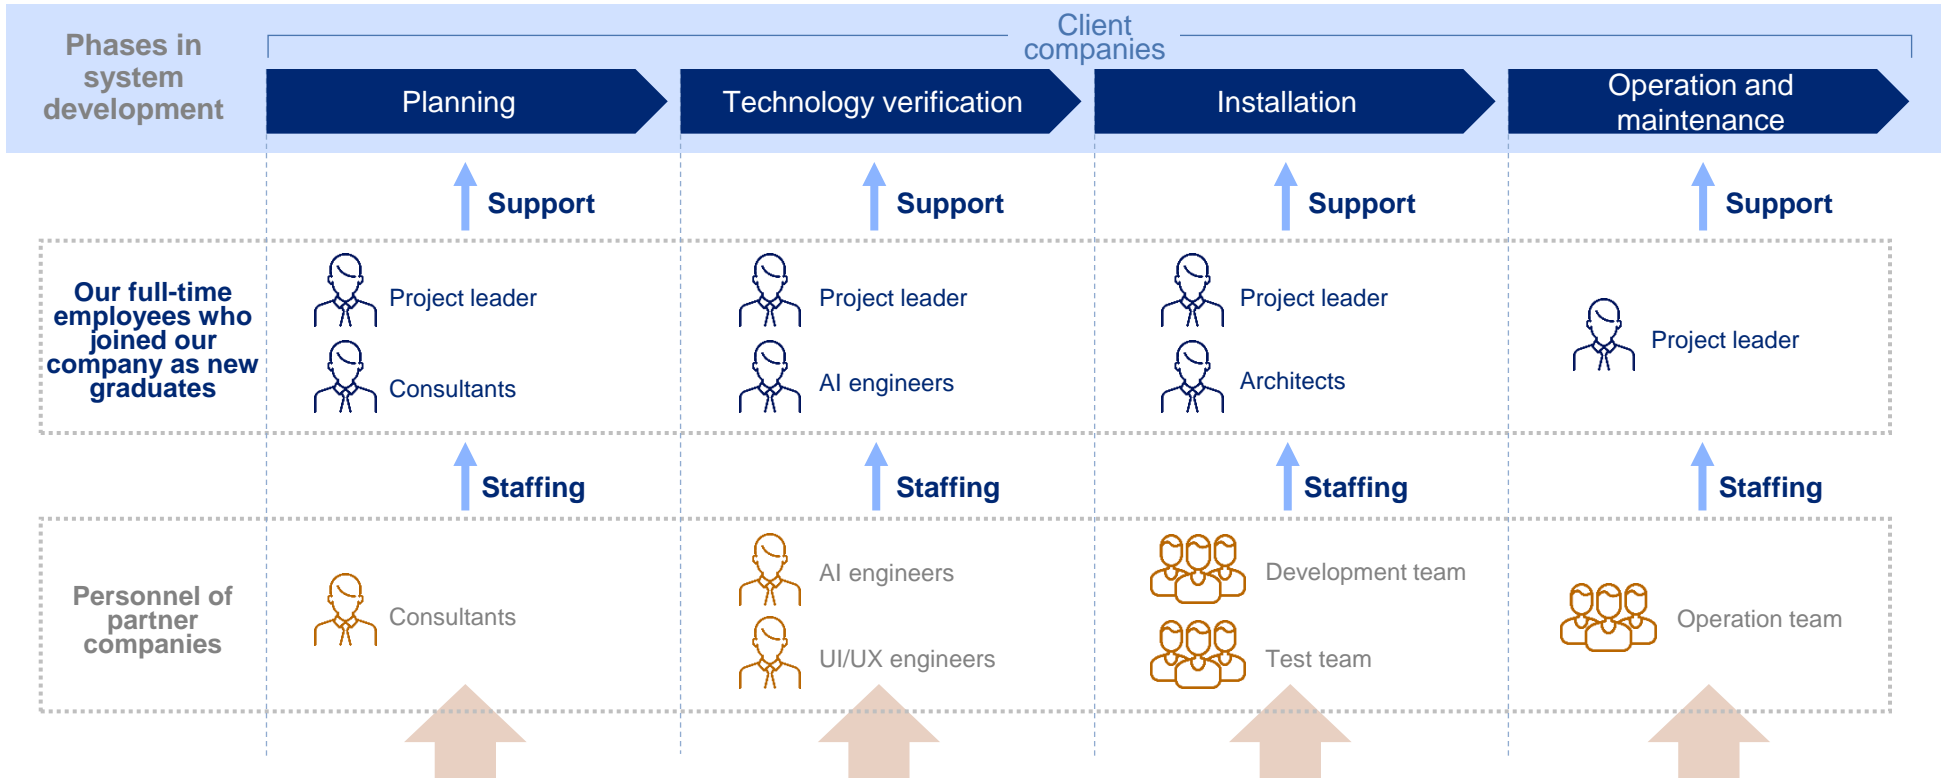 Phases in
system
development
Client
companies
Planning
Technology verification
Installation
Operation and
maintenance
Support
Support
Support
Support
Our full-time
employees who
joined our
company as new
graduates
Project leader
Consultants
Project leader
AI engineers
Project leader
Architects
Project leader
Staffing
Staffing
Staffing
Staffing
Personnel of
partner
companies
Consultants
AI engineers
UI/UX engineers
Development team
Test team
Operation team